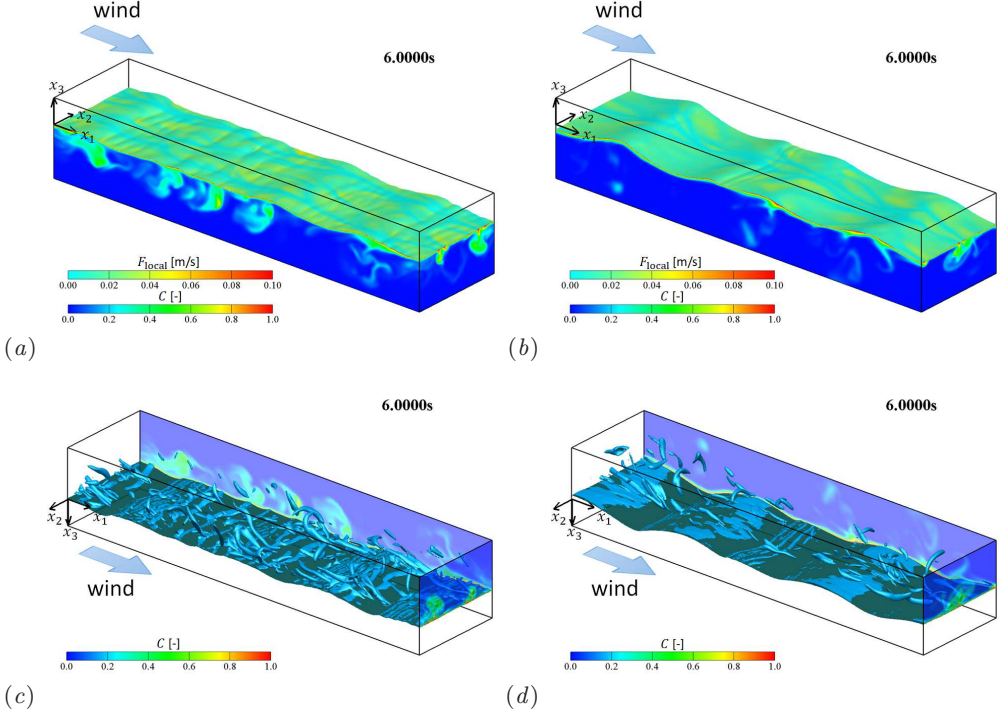 wind
6.0000s
x₃
x₂
x₁
F_local [m/s]
0.00 0.02 0.04 0.06 0.08 0.10
C [-]
0.0 0.2 0.4 0.6 0.8 1.0
(a)
wind
6.0000s
x₃
x₂
x₁
F_local [m/s]
0.00 0.02 0.04 0.06 0.08 0.10
C [-]
0.0 0.2 0.4 0.6 0.8 1.0
(b)
6.0000s
x₂
x₁
x₃
wind
C [-]
0.0 0.2 0.4 0.6 0.8 1.0
(c)
6.0000s
x₂
x₁
x₃
wind
C [-]
0.0 0.2 0.4 0.6 0.8 1.0
(d)